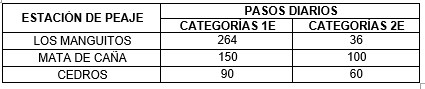 ESTACIÓN DE PEAJE PASOS DIARIOS
CATEGORÍAS 1E CATEGORÍAS 2E
LOS MANGUITOS 264 36
MATA DE CAÑA 150 100
CEDROS 90 60